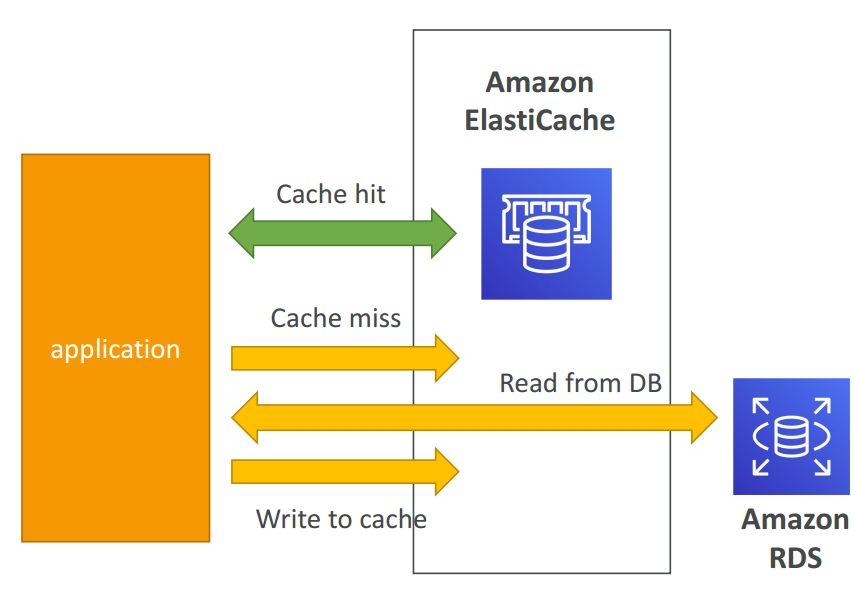 Amazon
ElastiCache
Cache hit
application
Cache miss
Read from DB
Write to cache
Amazon
RDS